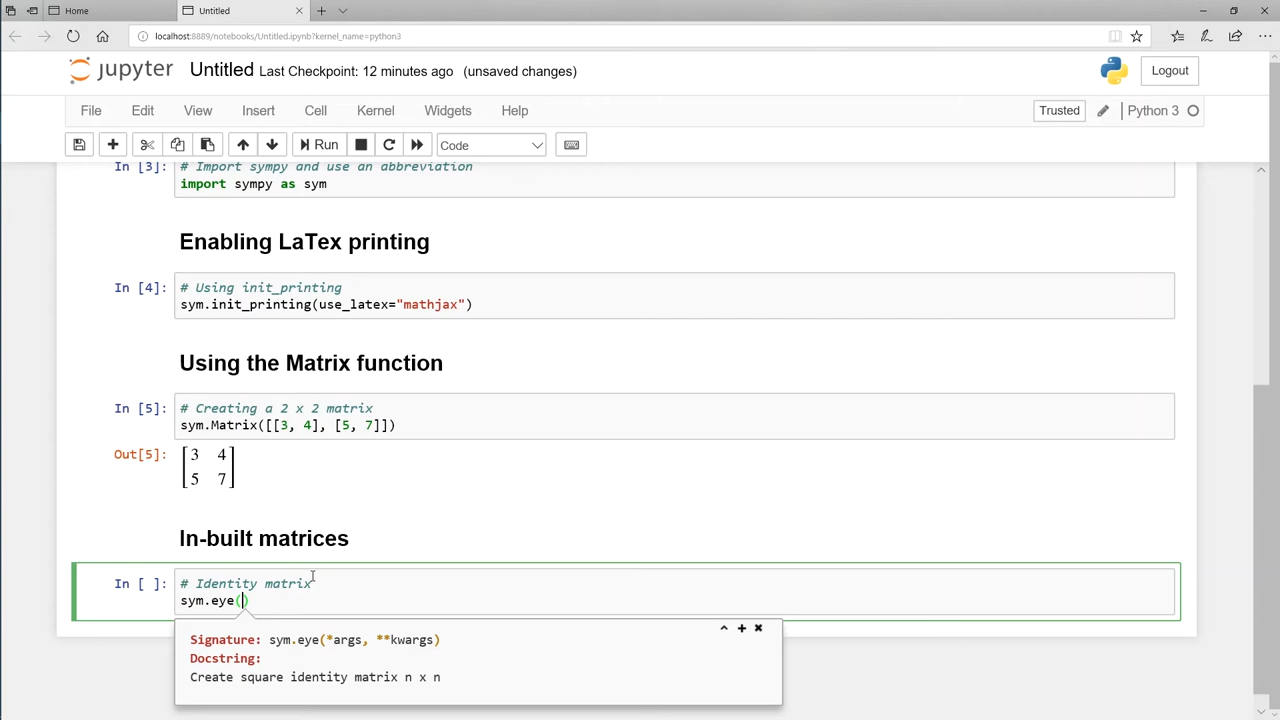 Home
Untitled
localhost:8889/notebooks/Untitled.ipynb?kernel_name=python3
jupyter Untitled Last Checkpoint: 12 minutes ago (unsaved changes)
Logout
File Edit View Insert Cell Kernel Widgets Help
Trusted
Python 3
Run
Code
In [3]: # Import sympy and use an abbreviation
import sympy as sym
Enabling LaTex printing
In [4]: # Using init_printing
sym.init_printing(use_latex="mathjax")
Using the Matrix function
In [5]: # Creating a 2 x 2 matrix
sym.Matrix([[3, 4], [5, 7]])
Out[5]: 3 4
5 7
In-built matrices
In [ ]: # Identity matrix
sym.eye()
Signature: sym.eye(*args, **kwargs)
Docstring:
Create square identity matrix n x n